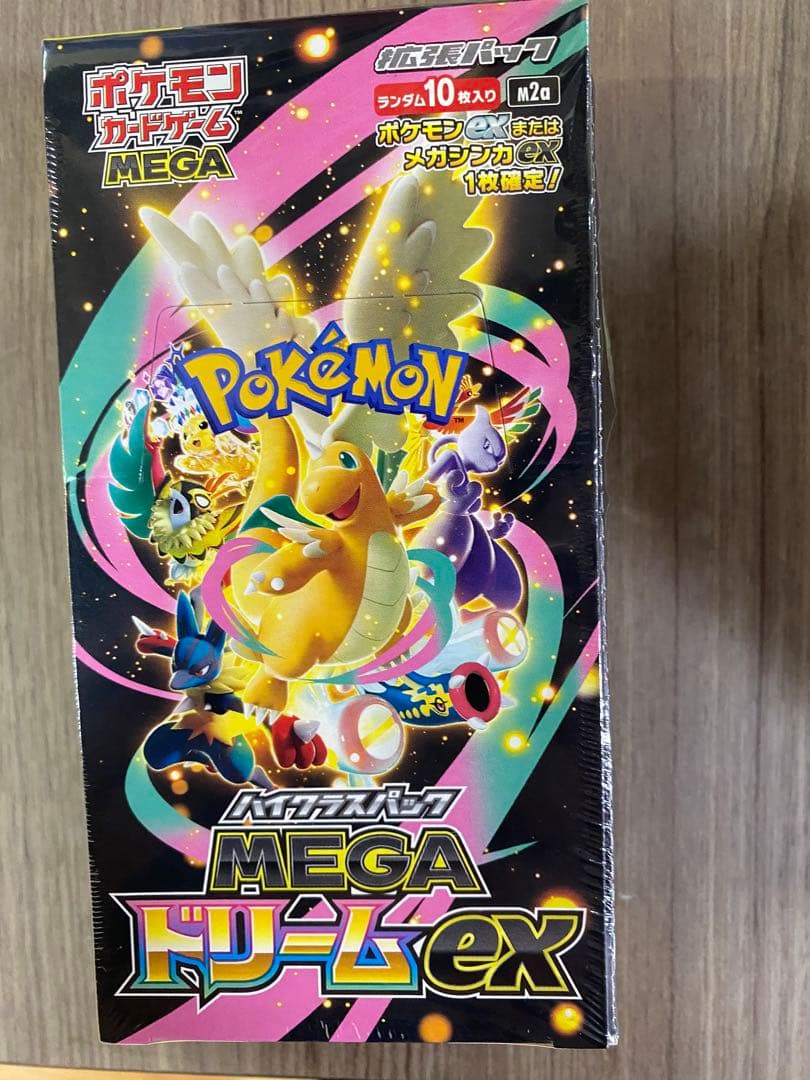 ポケモン
カードゲーム™
MEGA
拡張パック
ランダム10枚入り
M2a
ポケモンexまたは
メガシンカex
1枚確定!
POKÉMON™
ハイクラスパック
MEGA
ドリームex